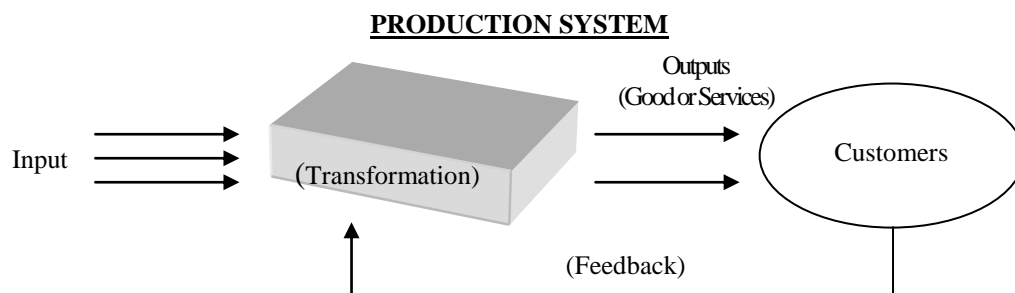 PRODUCTION SYSTEM
Outputs
(Good or Services)
Input
(Transformation)
Customers
(Feedback)